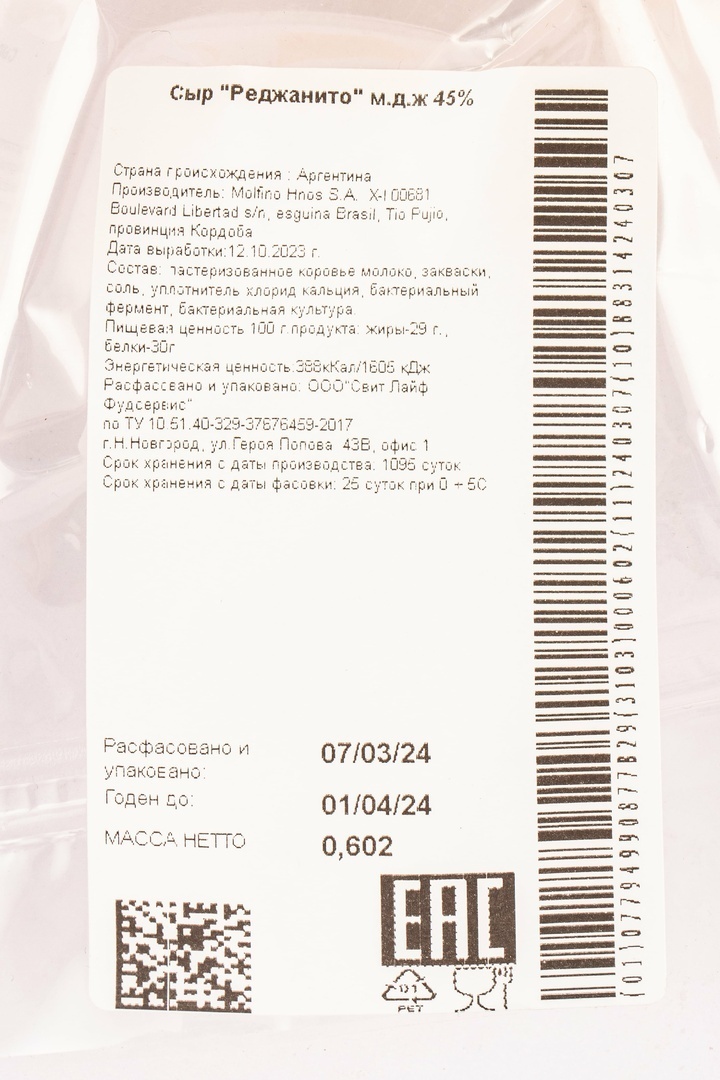 Сыр "Реджанито" м.д.ж 45%
Страна происхождения : Аргентина
Производитель: Molfino Hnos S.A. X-I 00681
Boulevard Libertad s/n, esguina Brasil, Tio Pujio,
провинция Кордоба
Дата выработки:12.10.2023 г.
Состав: пастеризованное коровье молоко, закваски,
соль, уплотнитель хлорид кальция, бактериальный
фермент, бактериальная культура.
Пищевая ценность 100 г.продукта: жиры-29 г.,
белки-30г
Энергетическая ценность:388кКал/1605 кДж
Расфасовано и упаковано: ООО"Свит Лайф
Фудсервис"
по ТУ 10.51.40-329-37676459-2017
г.Н.Новгород, ул.Героя Попова 43В, офис 1
Срок хранения с даты производства: 1095 суток
Срок хранения с даты фасовки: 25 суток при 0 + 5С
Расфасовано и упаковано: 07/03/24
Годен до: 01/04/24
МАССА НЕТТО 0,602
EAC
01
PET
(01)07794990877829(3103)000602(11)240307(10)88314240307